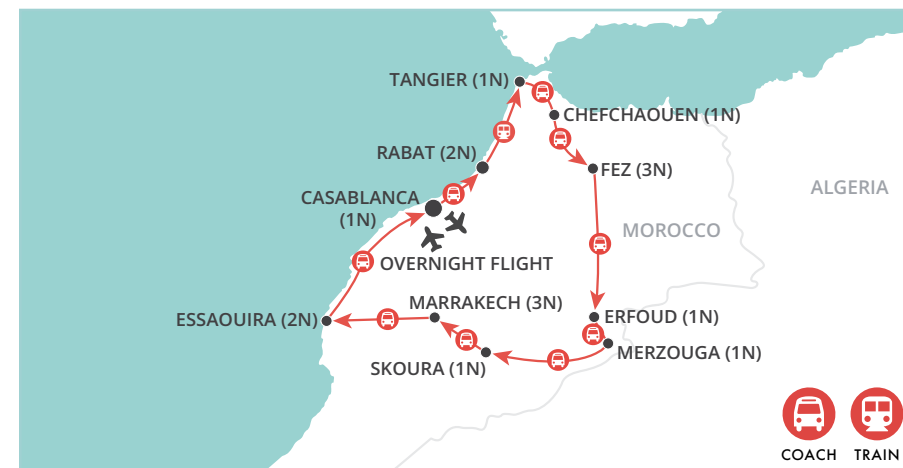 TANGIER (1N)
CHEFCHAOUEN (1N)
RABAT (2N)
FEZ (3N)
ALGERIA
CASABLANCA
(1N)
MOROCCO
OVERNIGHT FLIGHT
MARRAKECH (3N)
ESSAOUIRA (2N)
ERFOUD (1N)
MERZOUGA (1N)
SKOURA (1N)
COACH
TRAIN